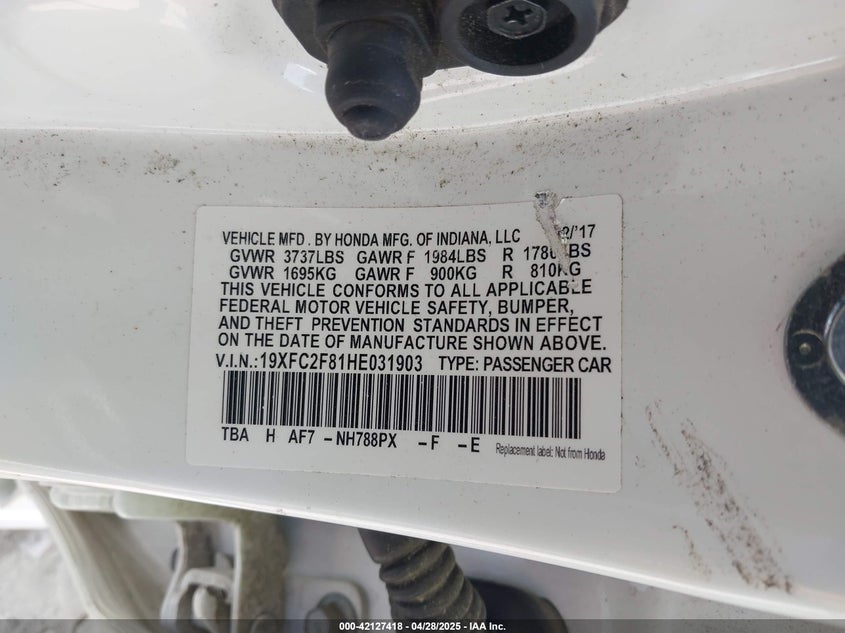 VEHICLE MFD . BY HONDA MFG. OF INDIANA, LLC /'17
GVWR 3737LBS GAWR F 1984LBS R 1786LBS
GVWR 1695KG GAWR F 900KG R 810KG
THIS VEHICLE CONFORMS TO ALL APPLICABLE
FEDERAL MOTOR VEHICLE SAFETY, BUMPER,
AND THEFT PREVENTION STANDARDS IN EFFECT
ON THE DATE OF MANUFACTURE SHOWN ABOVE.
V.I.N.:19XFC2F81HE031903 TYPE: PASSENGER CAR
TBA H AF7 -NH788PX -F -E
Replacement label: Not from Honda
000-42127418 - 04/28/2025 - IAA Inc.